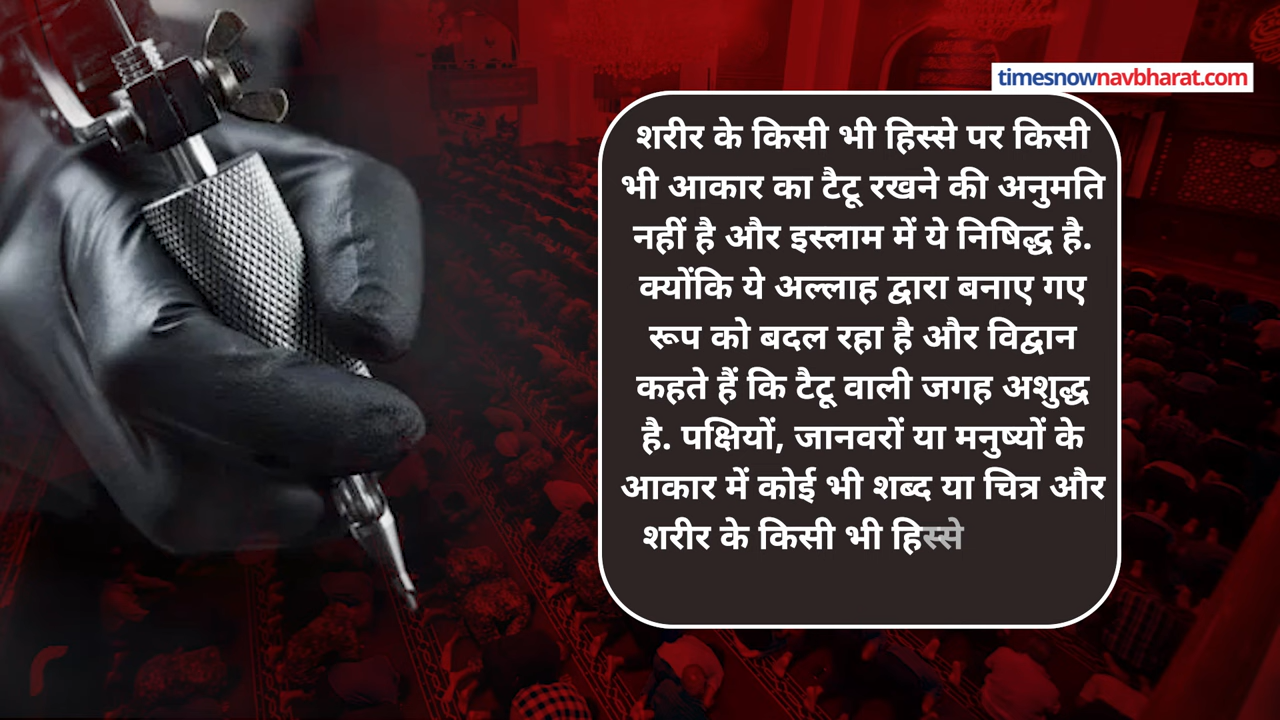 timesnownavbharat.com
शरीर के किसी भी हिस्से पर किसी
भी आकार का टैटू रखने की अनुमति
नहीं है और इस्लाम में ये निषिद्ध है.
क्योंकि ये अल्लाह द्वारा बनाए गए
रूप को बदल रहा है और विद्वान
कहते हैं कि टैटू वाली जगह अशुद्ध
है. पक्षियों, जानवरों या मनुष्यों के
आकार में कोई भी शब्द या चित्र और
शरीर के किसी भी हिस्से